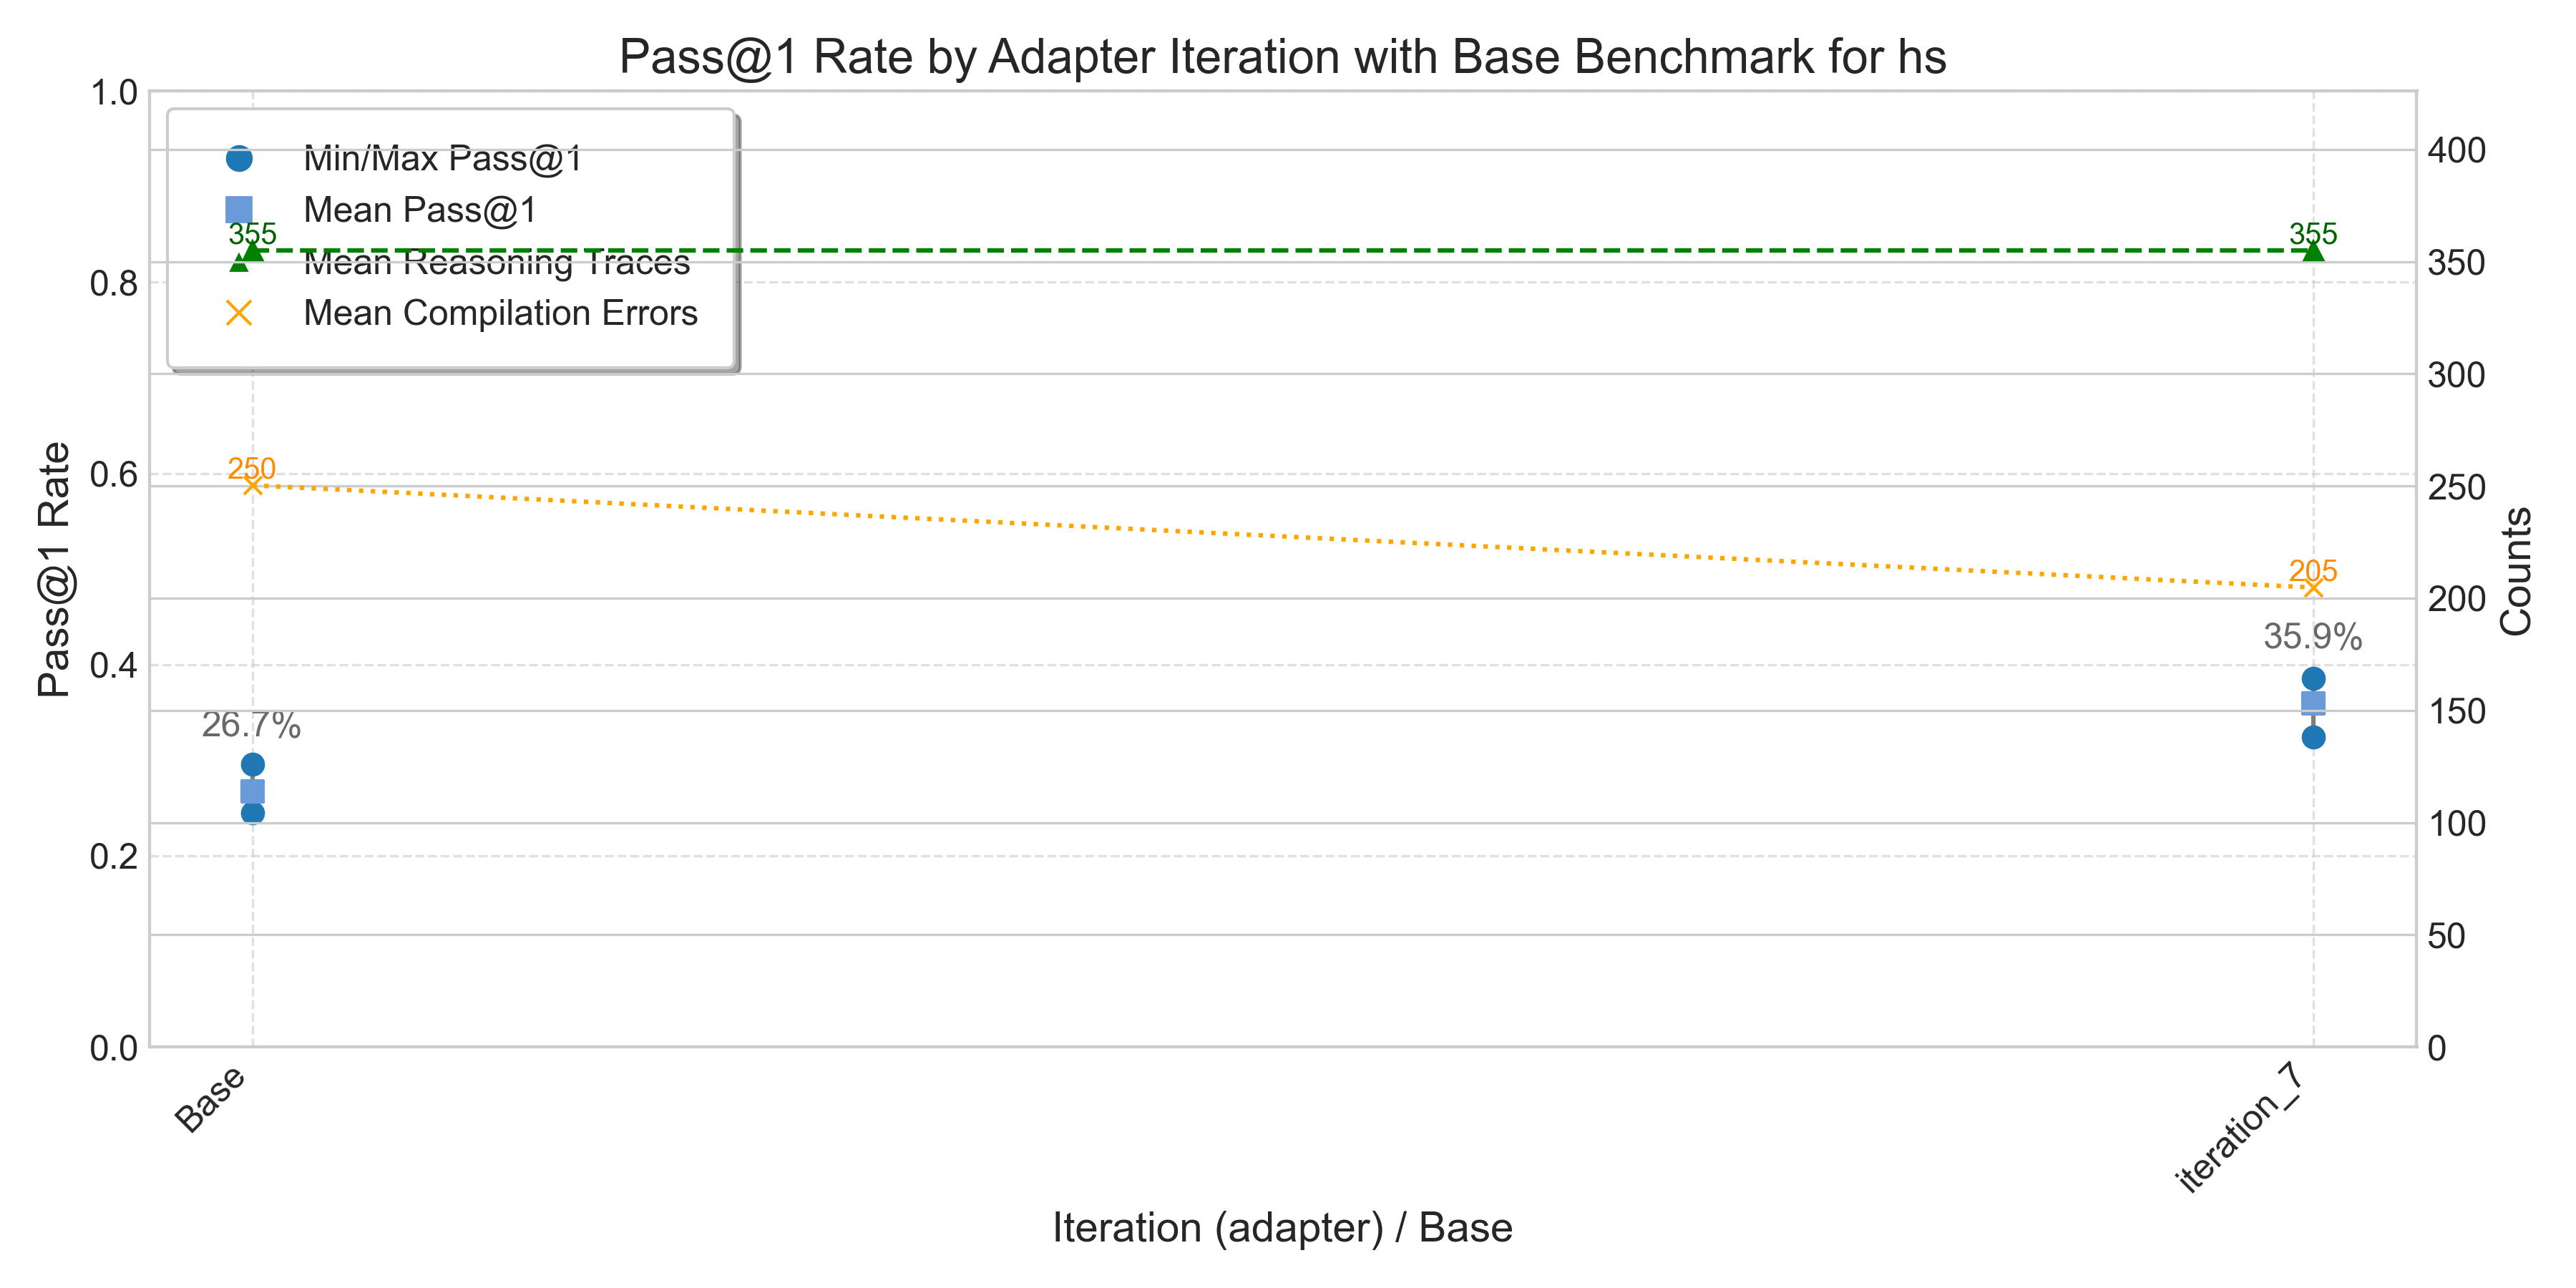 Pass@1 Rate by Adapter Iteration with Base Benchmark for hs
1.0
0.8
0.6
0.4
0.2
0.0
Pass@1 Rate
Min/Max Pass@1
Mean Pass@1
Mean Reasoning Traces
Mean Compilation Errors
355
355
250
205
26.7%
35.9%
400
350
300
250
200
150
100
50
0
Counts
Base
iteration_7
Iteration (adapter) / Base